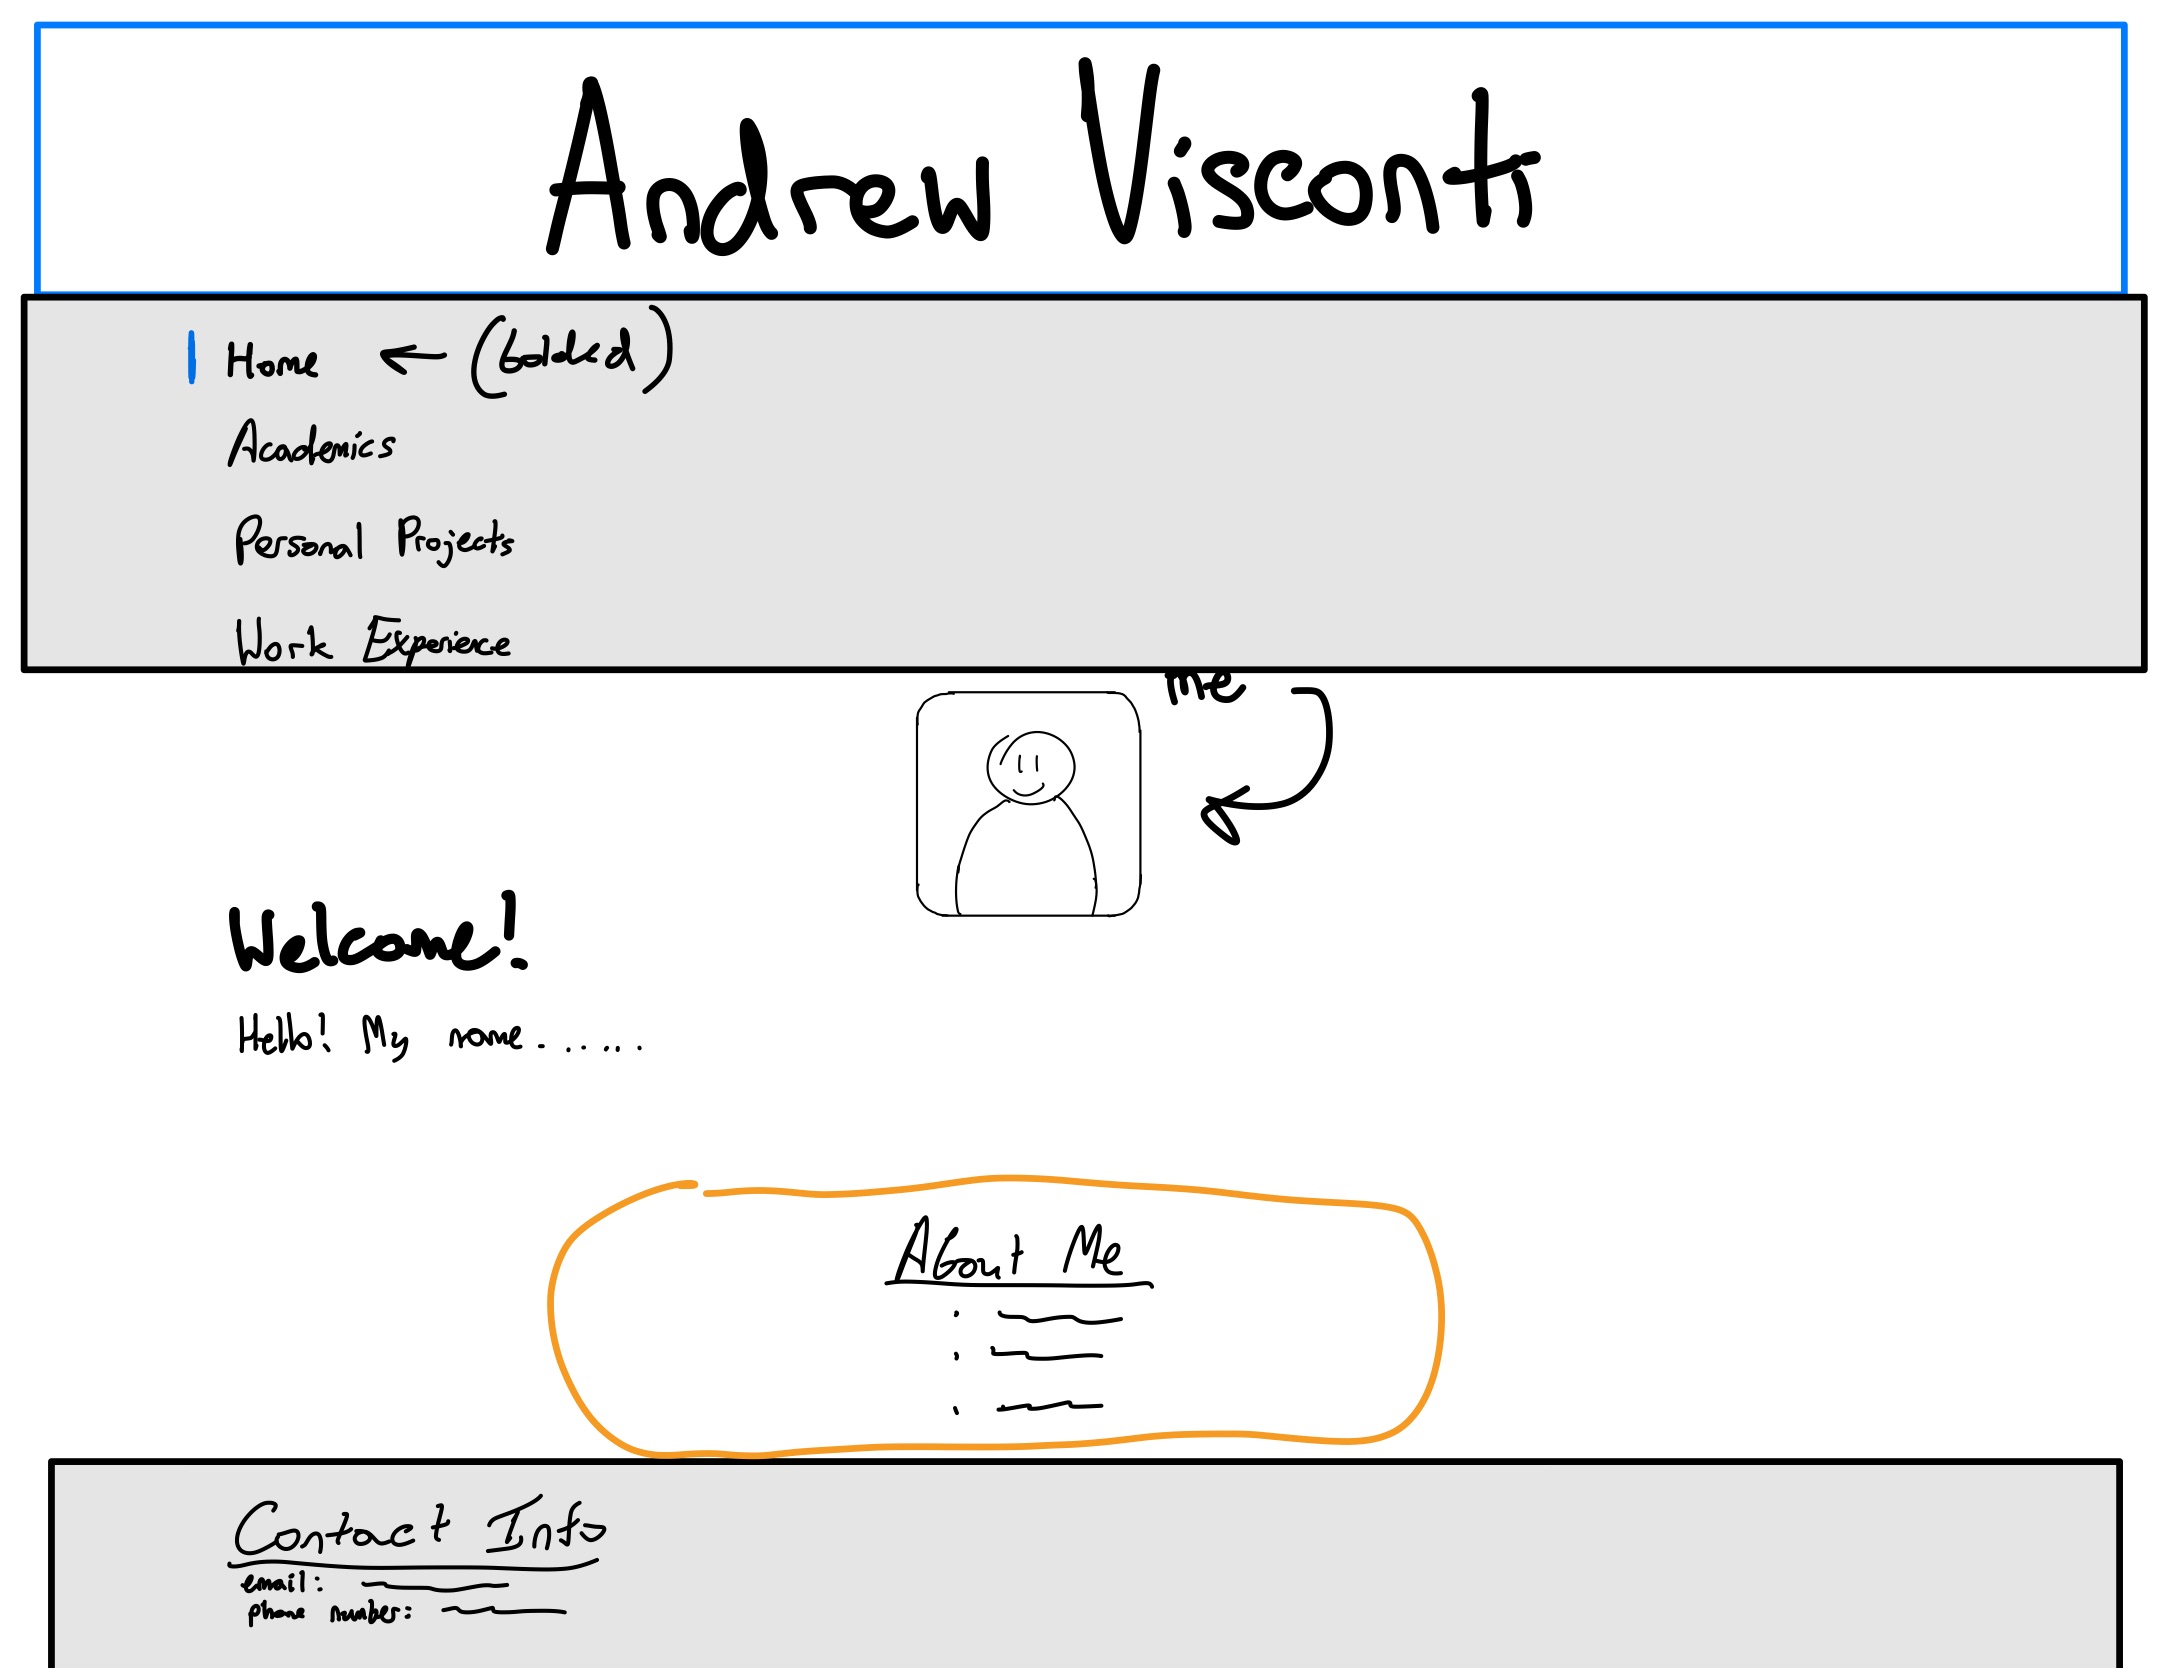 Andrew Visconti
Home ← (bolded)
Academics
Personal Projects
Work Experience
me
Welcome!
Hello! My name......
About Me
Contact Info
email:
phone number: